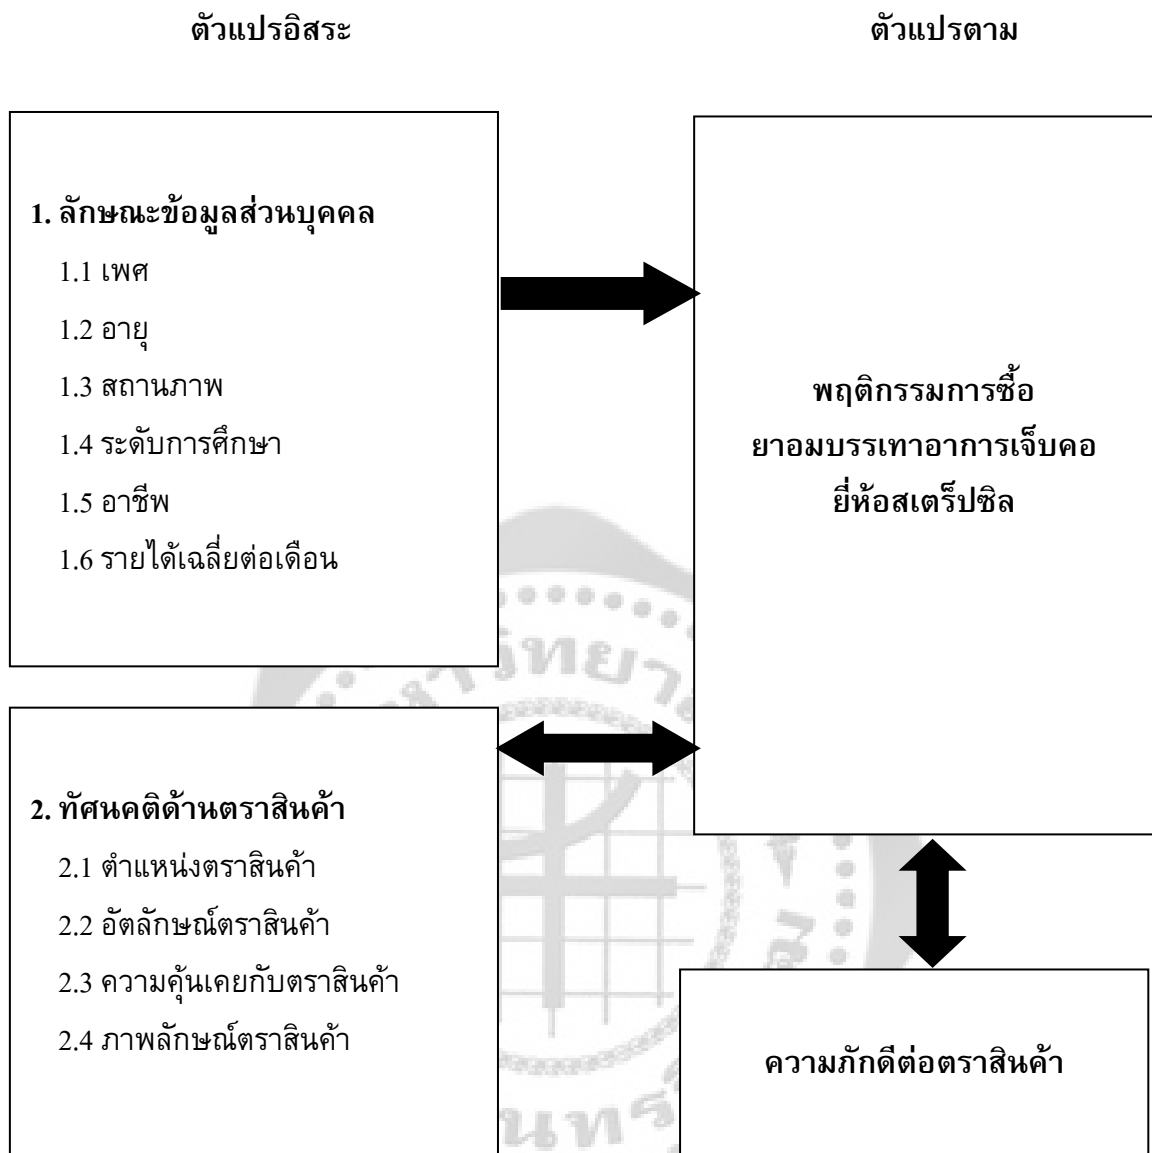 ตัวแปรอิสระ
ตัวแปรตาม
1. ลักษณะข้อมูลส่วนบุคคล
1.1 เพศ
1.2 อายุ
1.3 สถานภาพ
1.4 ระดับการศึกษา
1.5 อาชีพ
1.6 รายได้เฉลี่ยต่อเดือน
พฤติกรรมการซื้อ
ยาอมบรรเทาอาการเจ็บคอ
ยี่ห้อสเตร็ปซิล
2. ทัศนคติด้านตราสินค้า
2.1 ตำแหน่งตราสินค้า
2.2 อัตลักษณ์ตราสินค้า
2.3 ความคุ้นเคยกับตราสินค้า
2.4 ภาพลักษณ์ตราสินค้า
ความภักดีต่อตราสินค้า